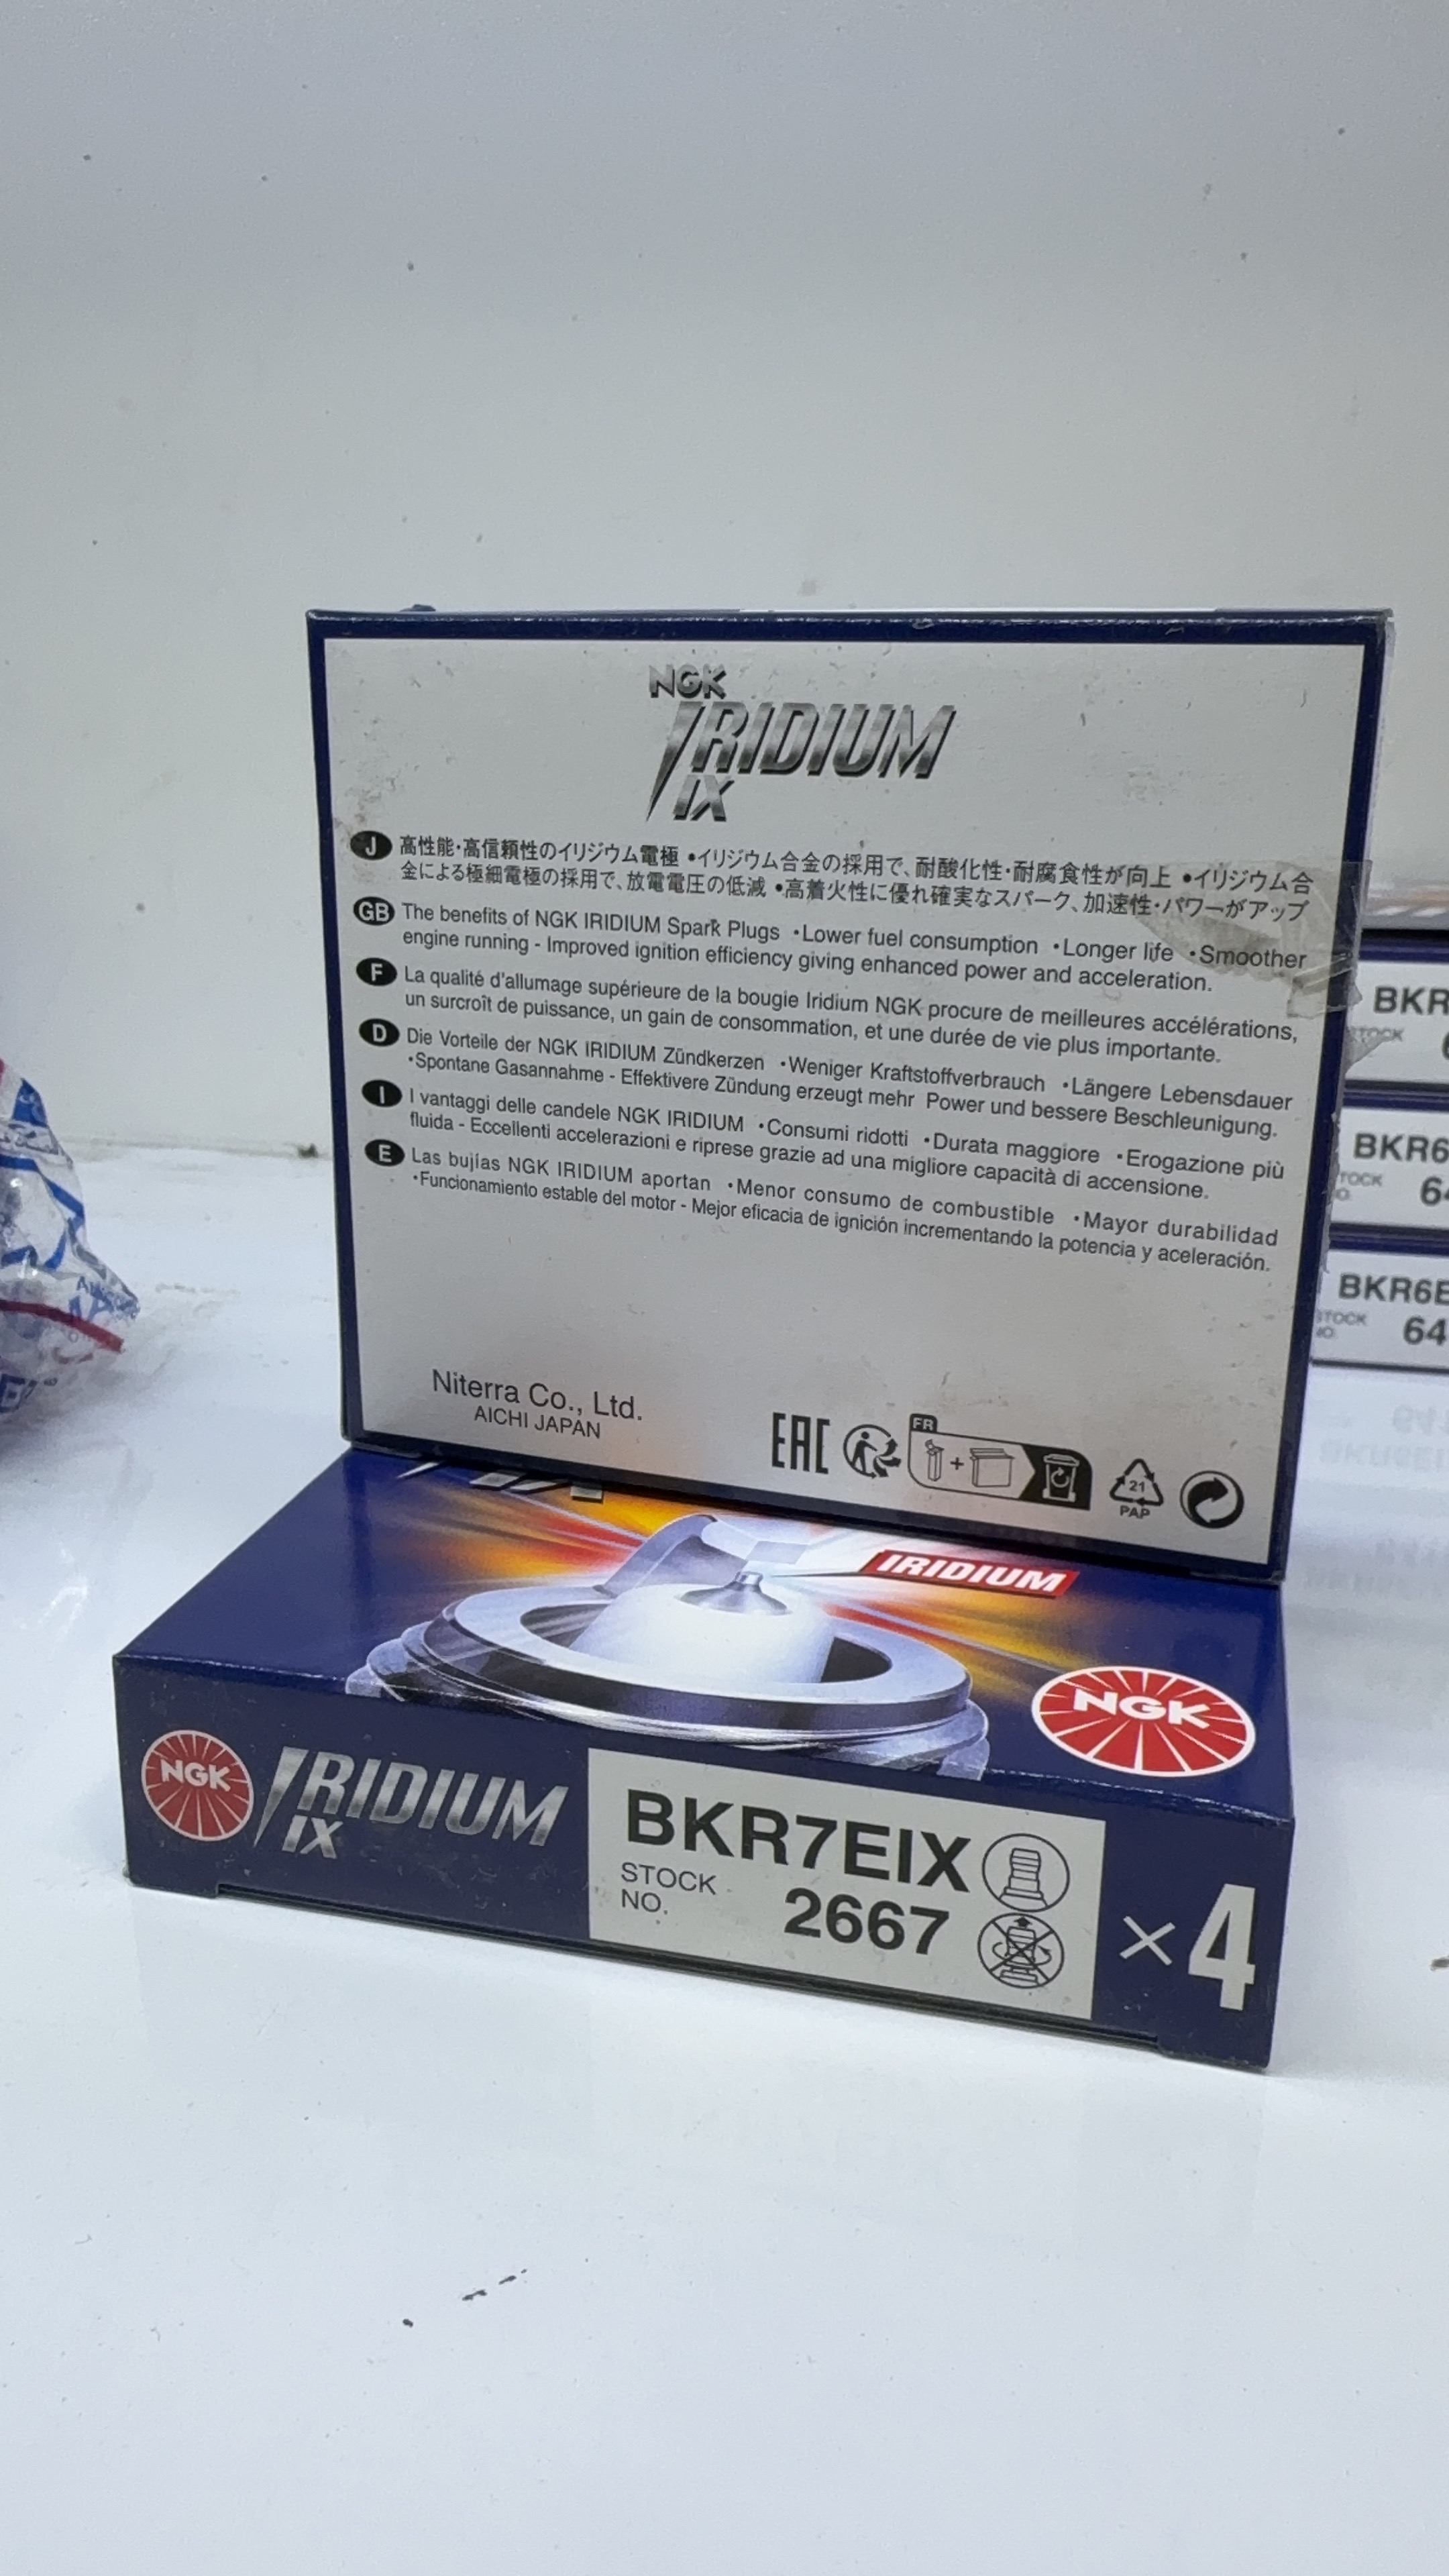 NGK
IRIDIUM
IX
J 高性能・高信頼性のイリジウム電極 •イリジウム合金の採用で、耐酸化性・耐腐食性が向上 •イリジウム合
金による極細電極の採用で、放電電圧の低減 •高着火性に優れ確実なスパーク、加速性・パワーがアップ
GB The benefits of NGK IRIDIUM Spark Plugs •Lower fuel consumption •Longer life •Smoother
engine running - Improved ignition efficiency giving enhanced power and acceleration.
F La qualité d'allumage supérieure de la bougie Iridium NGK procure de meilleures accélérations,
un surcroît de puissance, un gain de consommation, et une durée de vie plus importante.
D Die Vorteile der NGK IRIDIUM Zündkerzen •Weniger Kraftstoffverbrauch •Längere Lebensdauer
•Spontane Gasannahme - Effektivere Zündung erzeugt mehr Power und bessere Beschleunigung.
I I vantaggi delle candele NGK IRIDIUM •Consumi ridotti •Durata maggiore •Erogazione più
fluida - Eccellenti accelerazioni e riprese grazie ad una migliore capacità di accensione.
E Las bujías NGK IRIDIUM aportan •Menor consumo de combustible •Mayor durabilidad
•Funcionamiento estable del motor - Mejor eficacia de ignición incrementando la potencia y aceleración.
Niterra Co., Ltd.
AICHI JAPAN
EAC
FR
+
21
PAP
IRIDIUM
NGK
NGK
IRIDIUM
IX
BKR7EIX
STOCK
NO.
2667
×4
BKR
STOCK
6
BKR6
64
BKR6E
STOCK
NO.
64